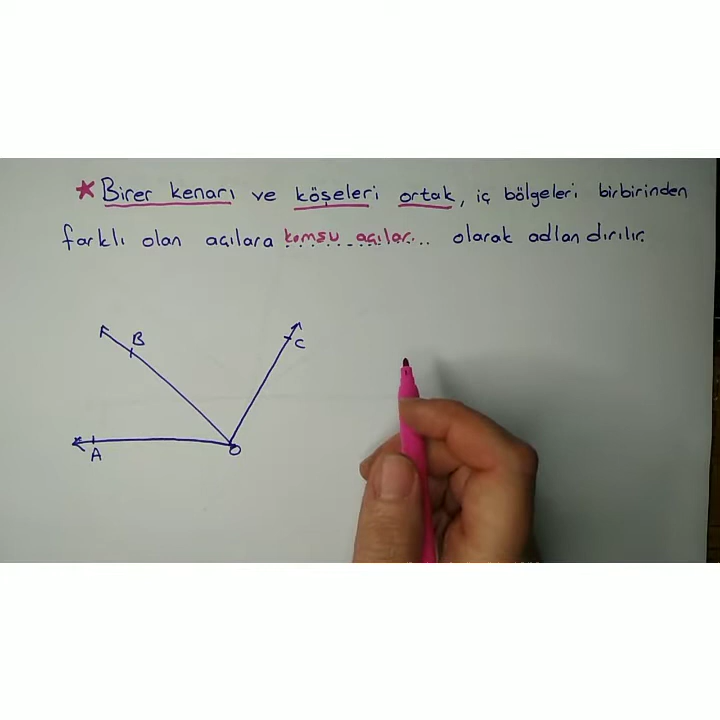 ★ Birer kenarı ve köşeleri ortak, iç bölgeleri birbirinden
farklı olan açılara komşu açılar... olarak adlandırılır.
B
C
A
O